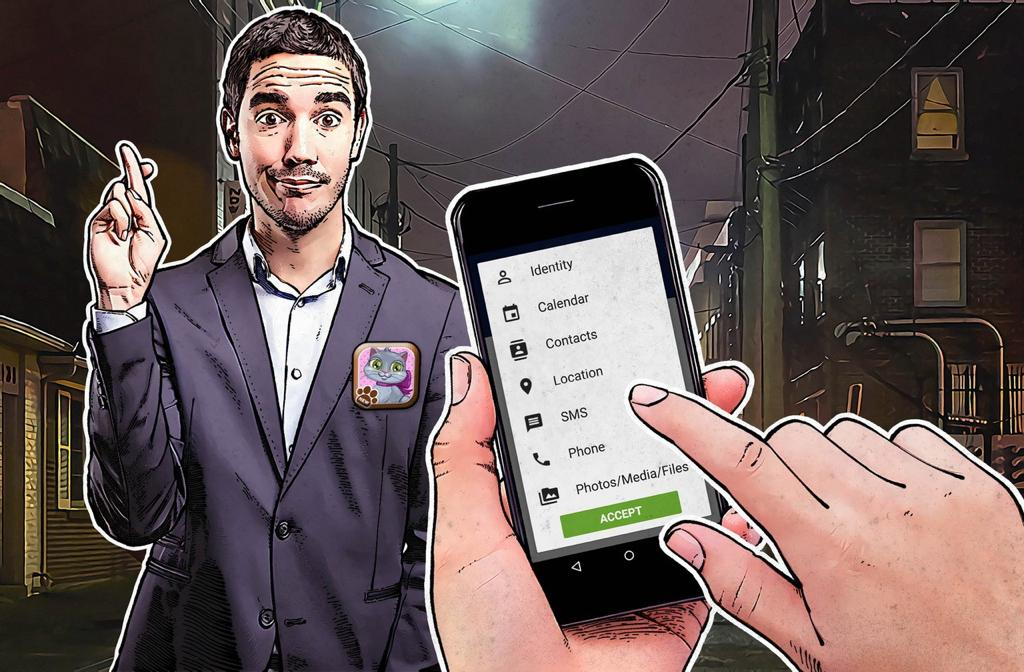 Identity
Calendar
Contacts
Location
SMS
Phone
Photos/Media/Files
ACCEPT